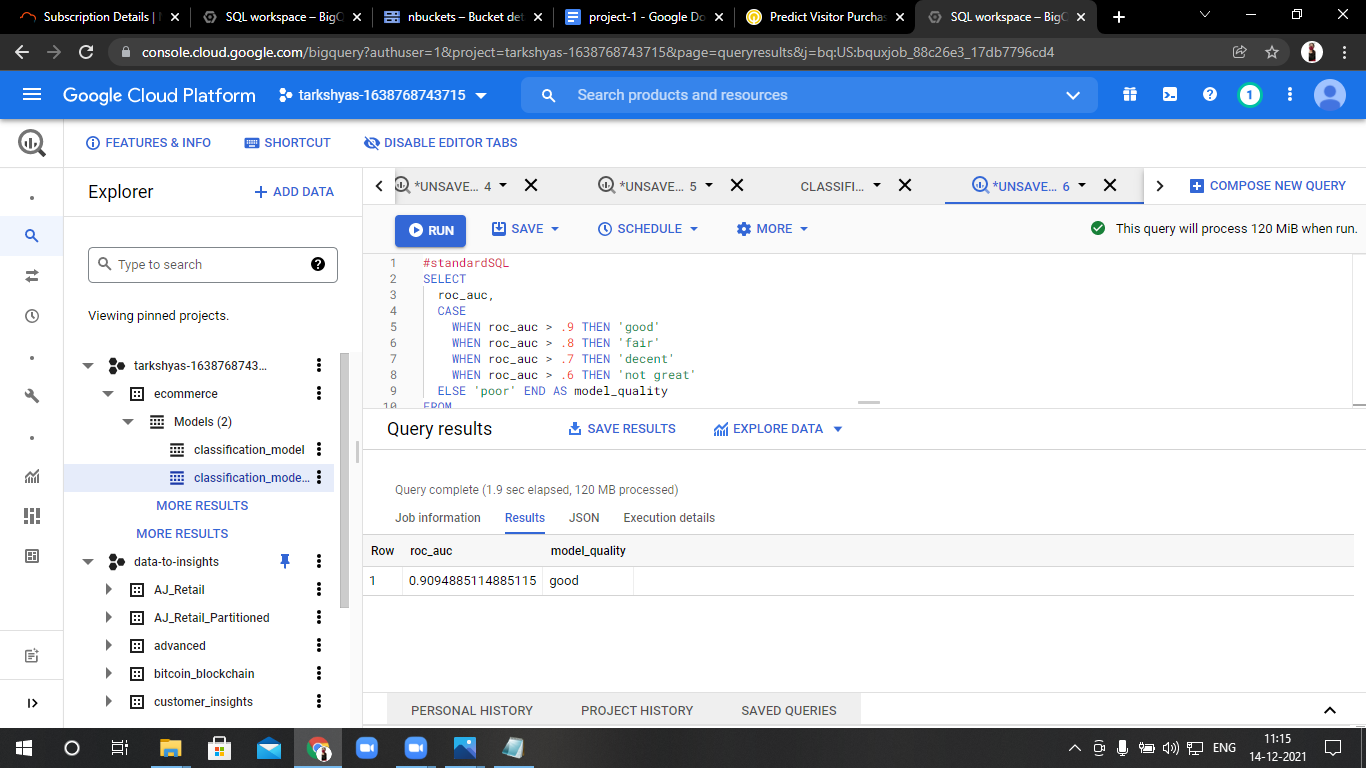 Subscription Details | 
SQL workspace – BigQ
nbuckets – Bucket det
project-1 - Google Do
Predict Visitor Purchas
SQL workspace – BigQ
console.cloud.google.com/bigquery?authuser=1&project=tarkshyas-1638768743715&page=queryresults&j=bq:US:bquxjob_88c26e3_17db7796cd4
Google Cloud Platform
tarkshyas-1638768743715
Search products and resources
1
FEATURES & INFO
SHORTCUT
DISABLE EDITOR TABS
Explorer
+ ADD DATA
Type to search
Viewing pinned projects.
tarkshyas-1638768743...
ecommerce
Models (2)
classification_model
classification_mode...
MORE RESULTS
MORE RESULTS
data-to-insights
AJ_Retail
AJ_Retail_Partitioned
advanced
bitcoin_blockchain
customer_insights
*UNSAVE... 4
*UNSAVE... 5
CLASSIFI...
*UNSAVE... 6
COMPOSE NEW QUERY
RUN
SAVE
SCHEDULE
MORE
This query will process 120 MiB when run.
1 #standardSQL
2 SELECT
3 roc_auc,
4 CASE
5 WHEN roc_auc > .9 THEN 'good'
6 WHEN roc_auc > .8 THEN 'fair'
7 WHEN roc_auc > .7 THEN 'decent'
8 WHEN roc_auc > .6 THEN 'not great'
9 ELSE 'poor' END AS model_quality
10 FROM
Query results
SAVE RESULTS
EXPLORE DATA
Query complete (1.9 sec elapsed, 120 MB processed)
Job information
Results
JSON
Execution details
Row roc_auc model_quality
1 0.9094885114885115 good
PERSONAL HISTORY
PROJECT HISTORY
SAVED QUERIES
ENG
11:15
14-12-2021